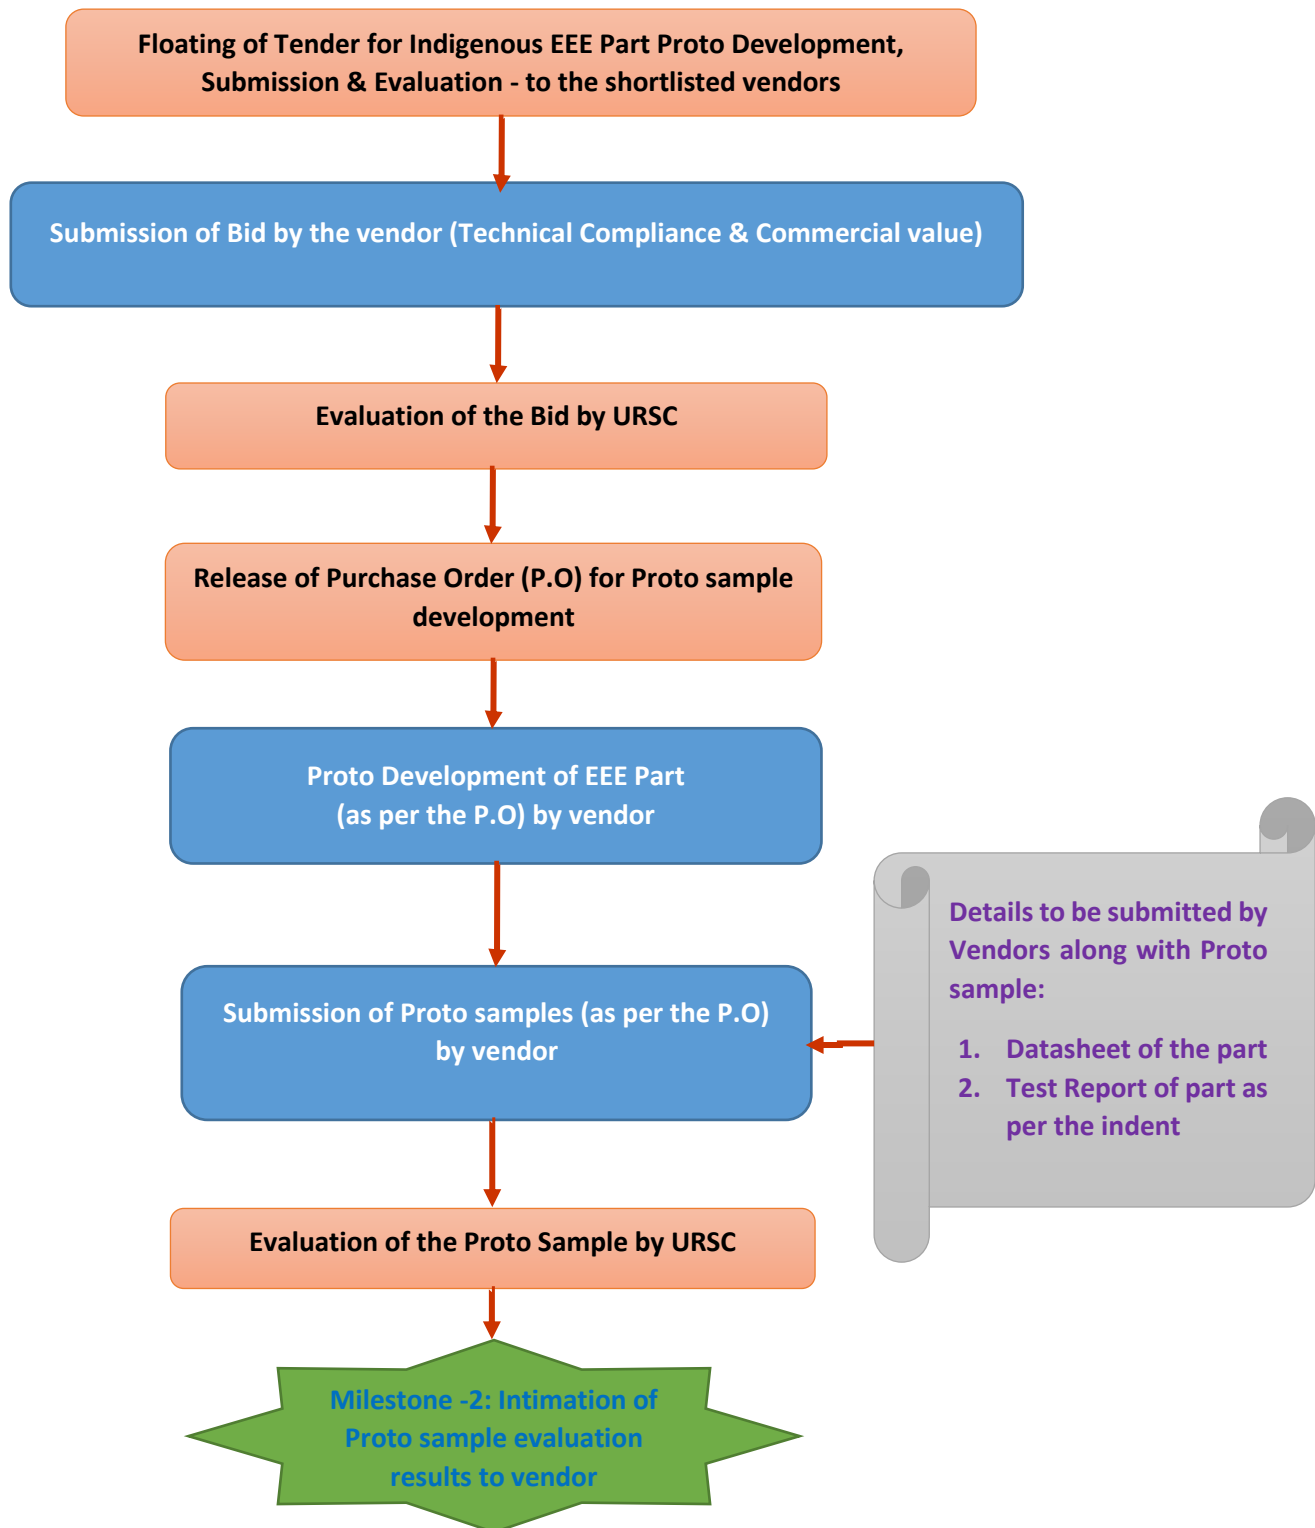 Floating of Tender for Indigenous EEE Part Proto Development,
Submission & Evaluation - to the shortlisted vendors
Submission of Bid by the vendor (Technical Compliance & Commercial value)
Evaluation of the Bid by URSC
Release of Purchase Order (P.O) for Proto sample
development
Proto Development of EEE Part
(as per the P.O) by vendor
Submission of Proto samples (as per the P.O)
by vendor
Details to be submitted by
Vendors along with Proto
sample:
1. Datasheet of the part
2. Test Report of part as
per the indent
Evaluation of the Proto Sample by URSC
Milestone -2: Intimation of
Proto sample evaluation
results to vendor